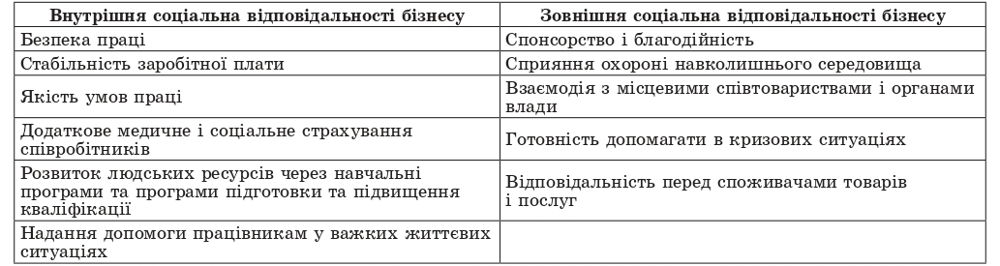 Внутрішня соціальна відповідальності бізнесу
Зовнішня соціальна відповідальності бізнесу
Безпека праці
Спонсорство і благодійність
Стабільність заробітної плати
Сприяння охороні навколишнього середовища
Якість умов праці
Взаємодія з місцевими співтовариствами і органами
влади
Додаткове медичне і соціальне страхування
співробітників
Готовність допомагати в кризових ситуаціях
Розвиток людських ресурсів через навчальні
програми та програми підготовки та підвищення
кваліфікації
Відповідальність перед споживачами товарів
і послуг
Надання допомоги працівникам у важких життєвих
ситуаціях